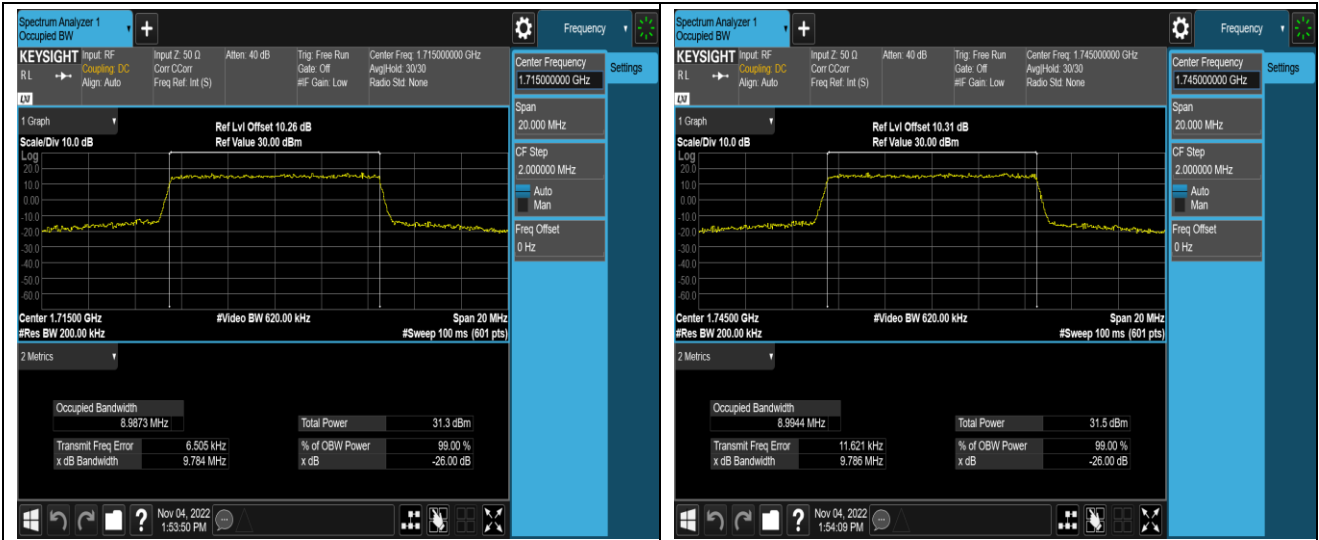 Spectrum Analyzer 1
Occupied BW
+
Frequency
KEYSIGHT
Input: RF
Coupling: DC
Align: Auto
Input Z: 50 Ω
Corr CCorr
Freq Ref: Int (S)
Atten: 40 dB
Trig: Free Run
Gate: Off
#IF Gain: Low
Center Freq: 1.715000000 GHz
Avg|Hold: 30/30
Radio Std: None
RL
LXI
Center Frequency
1.715000000 GHz
Settings
Span
20.000 MHz
CF Step
2.000000 MHz
Auto
Man
Freq Offset
0 Hz
1 Graph
Ref Lvl Offset 10.26 dB
Scale/Div 10.0 dB
Ref Value 30.00 dBm
Log
20.0
10.0
0.00
-10.0
-20.0
-30.0
-40.0
-50.0
-60.0
Center 1.71500 GHz
#Video BW 620.00 kHz
Span 20 MHz
#Res BW 200.00 kHz
#Sweep 100 ms (601 pts)
2 Metrics
Occupied Bandwidth
8.9873 MHz
Total Power 31.3 dBm
Transmit Freq Error 6.505 kHz
% of OBW Power 99.00 %
x dB Bandwidth 9.784 MHz
x dB -26.00 dB
?
Nov 04, 2022
1:53:50 PM
Spectrum Analyzer 1
Occupied BW
+
Frequency
KEYSIGHT
Input: RF
Coupling: DC
Align: Auto
Input Z: 50 Ω
Corr CCorr
Freq Ref: Int (S)
Atten: 40 dB
Trig: Free Run
Gate: Off
#IF Gain: Low
Center Freq: 1.745000000 GHz
Avg|Hold: 30/30
Radio Std: None
RL
LXI
Center Frequency
1.745000000 GHz
Settings
Span
20.000 MHz
CF Step
2.000000 MHz
Auto
Man
Freq Offset
0 Hz
1 Graph
Ref Lvl Offset 10.31 dB
Scale/Div 10.0 dB
Ref Value 30.00 dBm
Log
20.0
10.0
0.00
-10.0
-20.0
-30.0
-40.0
-50.0
-60.0
Center 1.74500 GHz
#Video BW 620.00 kHz
Span 20 MHz
#Res BW 200.00 kHz
#Sweep 100 ms (601 pts)
2 Metrics
Occupied Bandwidth
8.9944 MHz
Total Power 31.5 dBm
Transmit Freq Error 11.621 kHz
% of OBW Power 99.00 %
x dB Bandwidth 9.786 MHz
x dB -26.00 dB
?
Nov 04, 2022
1:54:09 PM